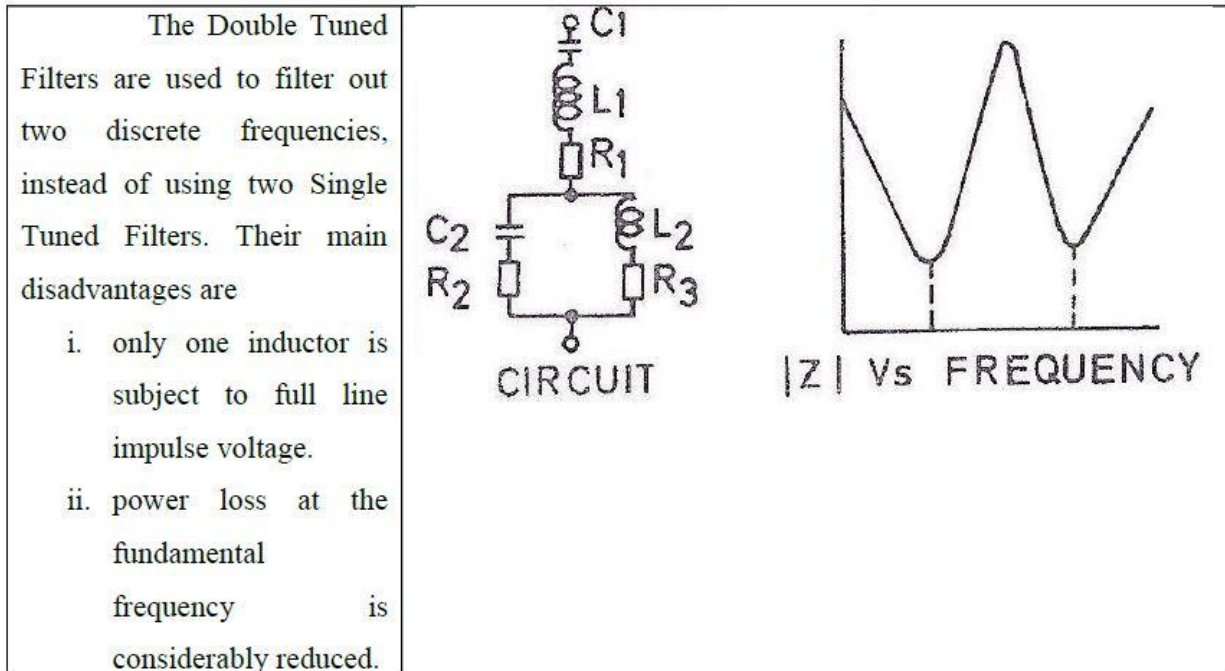 The Double Tuned
Filters are used to filter out
two discrete frequencies,
instead of using two Single
Tuned Filters. Their main
disadvantages are
i. only one inductor is
subject to full line
impulse voltage.
ii. power loss at the
fundamental
frequency is
considerably reduced.
C1
L1
R1
C2
L2
R2
R3
CIRCUIT
|Z| Vs FREQUENCY